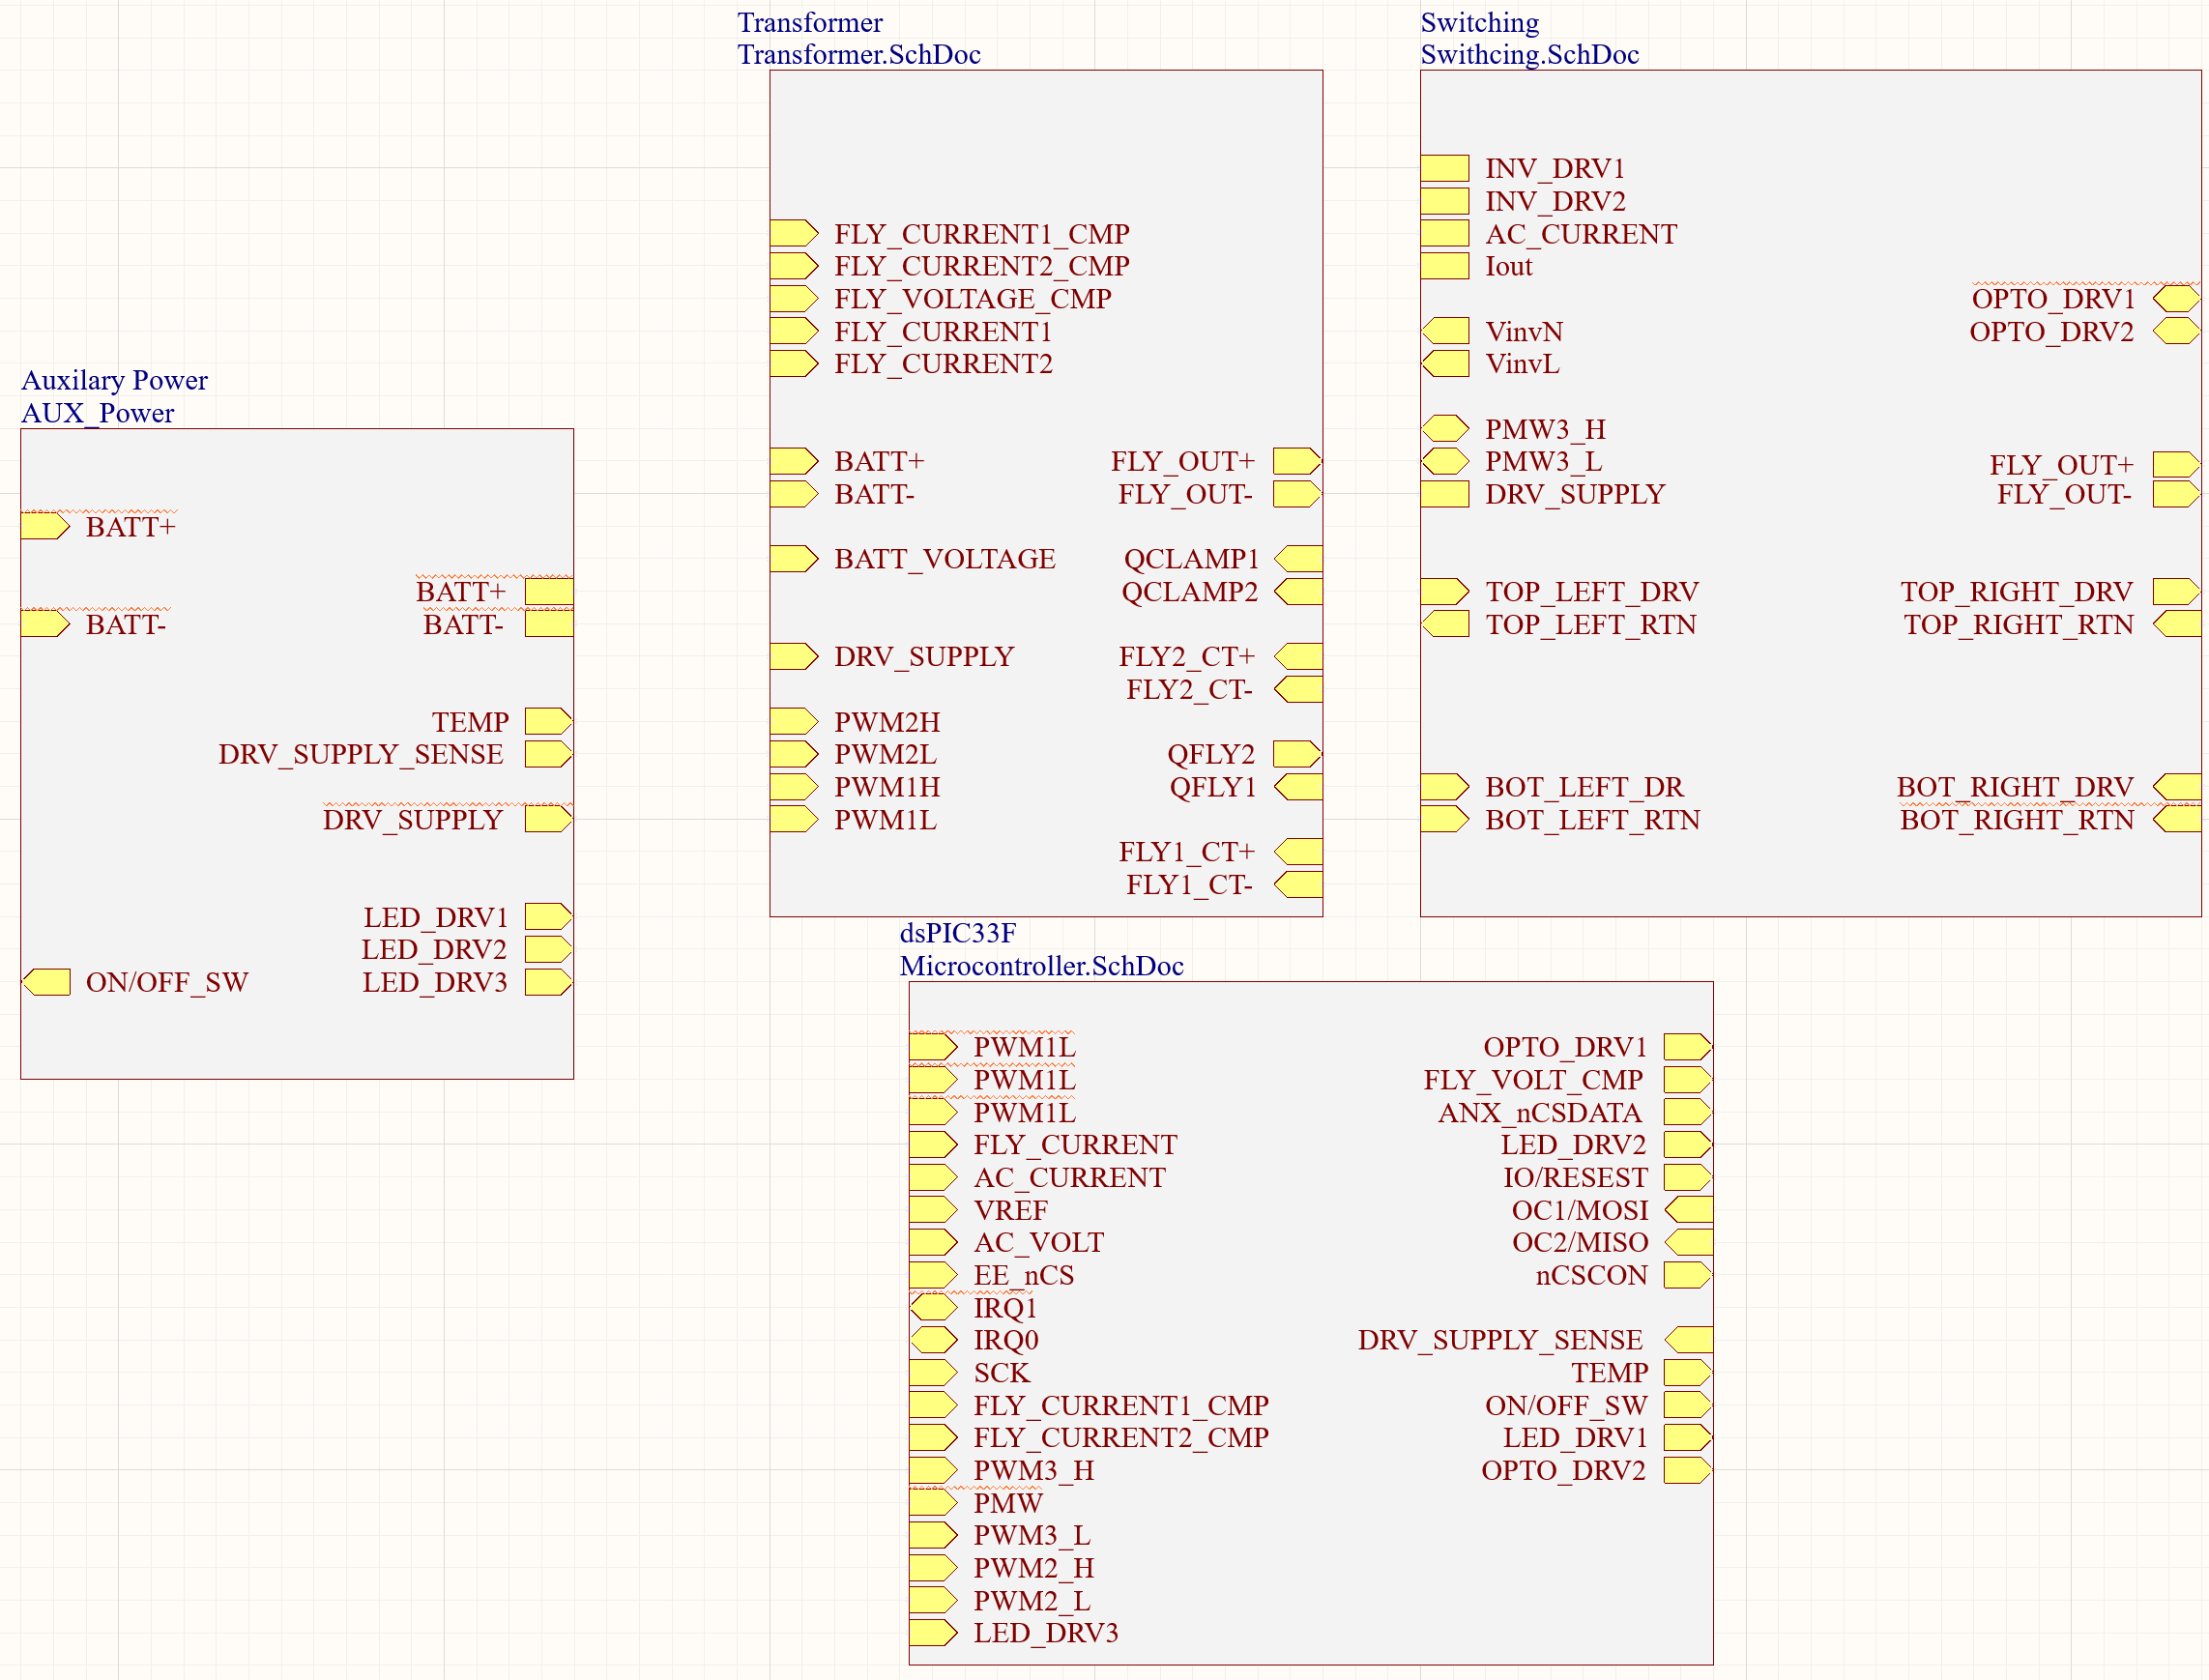 Transformer
Transformer.SchDoc
FLY_CURRENT1_CMP
FLY_CURRENT2_CMP
FLY_VOLTAGE_CMP
FLY_CURRENT1
FLY_CURRENT2
BATT+
FLY_OUT+
BATT-
FLY_OUT-
BATT_VOLTAGE
QCLAMP1
QCLAMP2
DRV_SUPPLY
FLY2_CT+
FLY2_CT-
PWM2H
PWM2L
QFLY2
PWM1H
QFLY1
PWM1L
FLY1_CT+
FLY1_CT-
Switching
Swithcing.SchDoc
INV_DRV1
INV_DRV2
AC_CURRENT
Iout
OPTO_DRV1
VinvN
OPTO_DRV2
VinvL
PMW3_H
PMW3_L
FLY_OUT+
DRV_SUPPLY
FLY_OUT-
TOP_LEFT_DRV
TOP_RIGHT_DRV
TOP_LEFT_RTN
TOP_RIGHT_RTN
BOT_LEFT_DR
BOT_RIGHT_DRV
BOT_LEFT_RTN
BOT_RIGHT_RTN
Auxilary Power
AUX_Power
BATT+
BATT+
BATT-
BATT-
TEMP
DRV_SUPPLY_SENSE
DRV_SUPPLY
LED_DRV1
LED_DRV2
ON/OFF_SW
LED_DRV3
dsPIC33F
Microcontroller.SchDoc
PWM1L
OPTO_DRV1
PWM1L
FLY_VOLT_CMP
PWM1L
ANX_nCSDATA
FLY_CURRENT
LED_DRV2
AC_CURRENT
IO/RESEST
VREF
OC1/MOSI
AC_VOLT
OC2/MISO
EE_nCS
nCSCON
IRQ1
IRQ0
DRV_SUPPLY_SENSE
SCK
TEMP
FLY_CURRENT1_CMP
ON/OFF_SW
FLY_CURRENT2_CMP
LED_DRV1
PWM3_H
OPTO_DRV2
PMW
PWM3_L
PWM2_H
PWM2_L
LED_DRV3